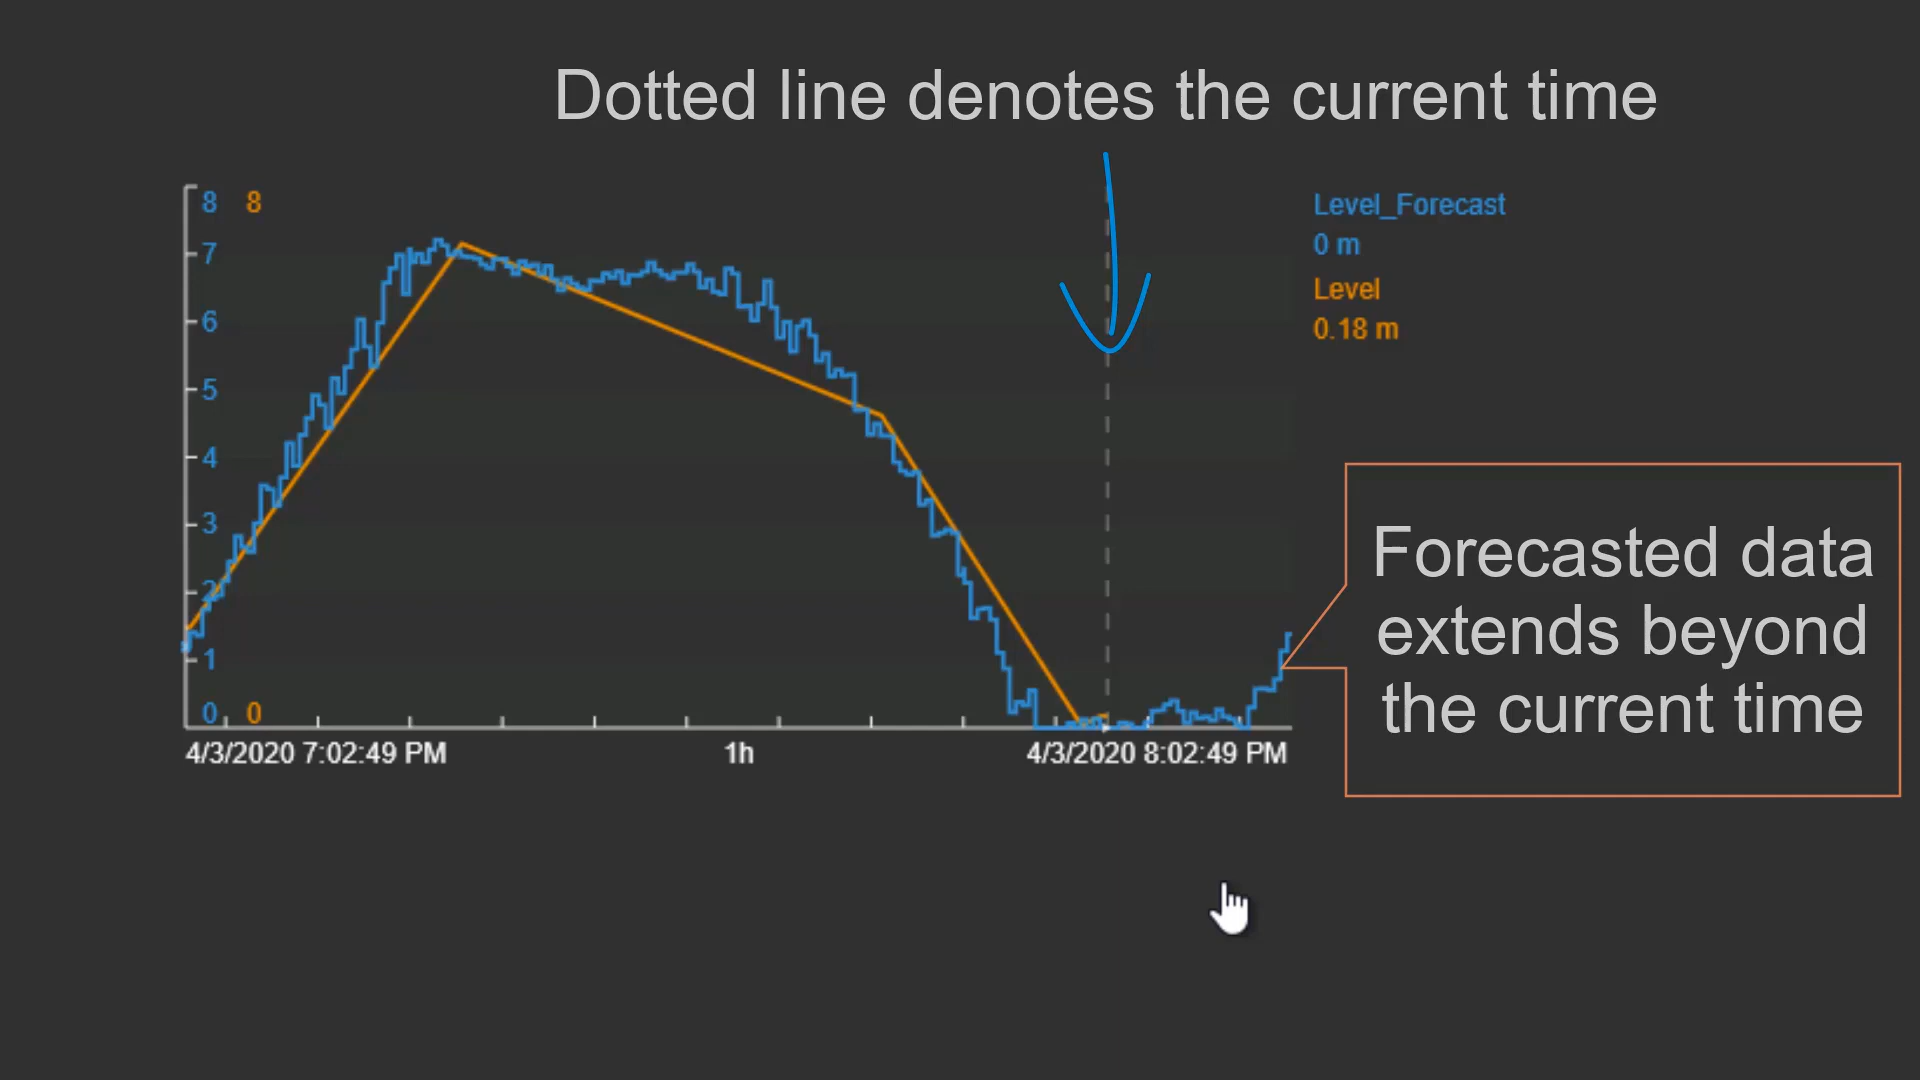 Dotted line denotes the current time
8 8
Level_Forecast
0 m
Level
0.18 m
7
6
5
4
3
2
1
0 0
4/3/2020 7:02:49 PM 1h 4/3/2020 8:02:49 PM
Forecasted data
extends beyond
the current time